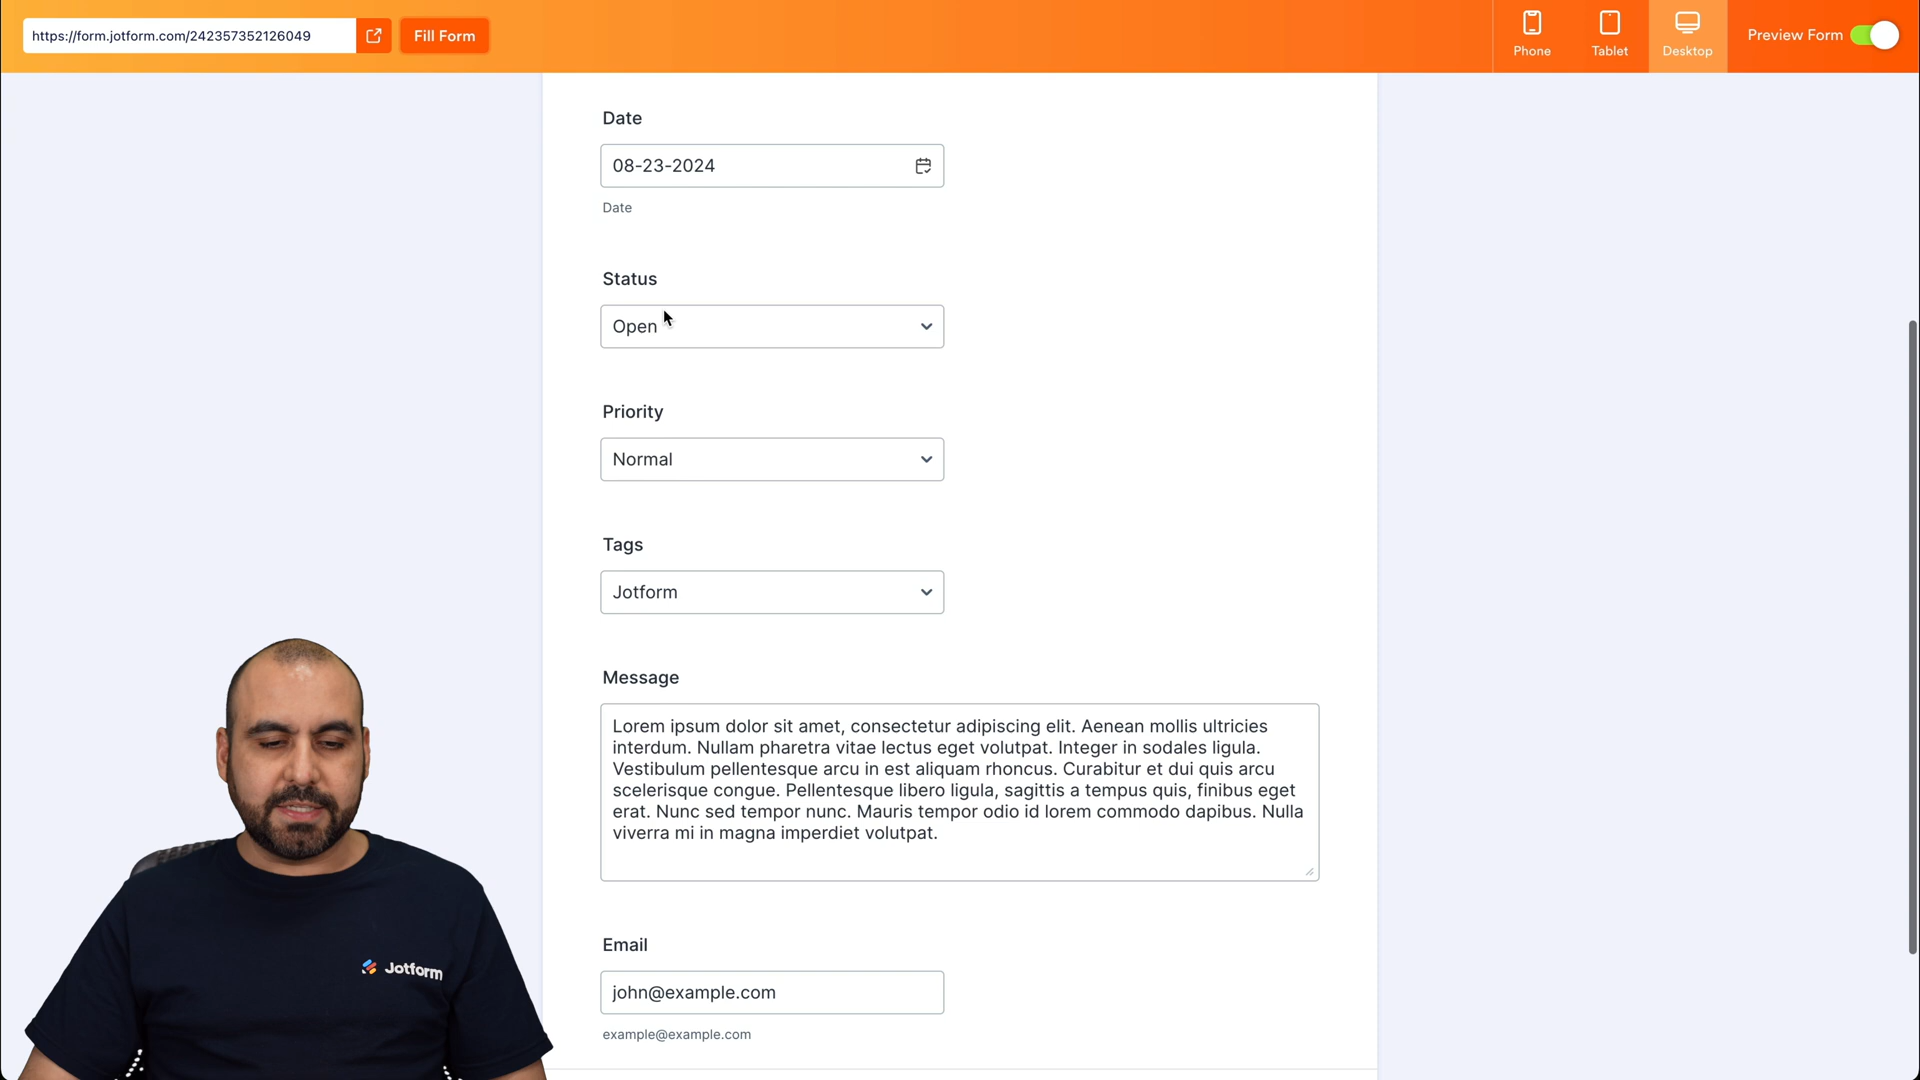 https://form.jotform.com/242357352126049
Fill Form
Phone
Tablet
Desktop
Preview Form
Date
08-23-2024
Date
Status
Open
Priority
Normal
Tags
Jotform
Message
Lorem ipsum dolor sit amet, consectetur adipiscing elit. Aenean mollis ultricies
interdum. Nullam pharetra vitae lectus eget volutpat. Integer in sodales ligula.
Vestibulum pellentesque arcu in est aliquam rhoncus. Curabitur et dui quis arcu
scelerisque congue. Pellentesque libero ligula, sagittis a tempus quis, finibus eget
erat. Nunc sed tempor nunc. Mauris tempor odio id lorem commodo dapibus. Nulla
viverra mi in magna imperdiet volutpat.
Email
john@example.com
example@example.com
Jotform